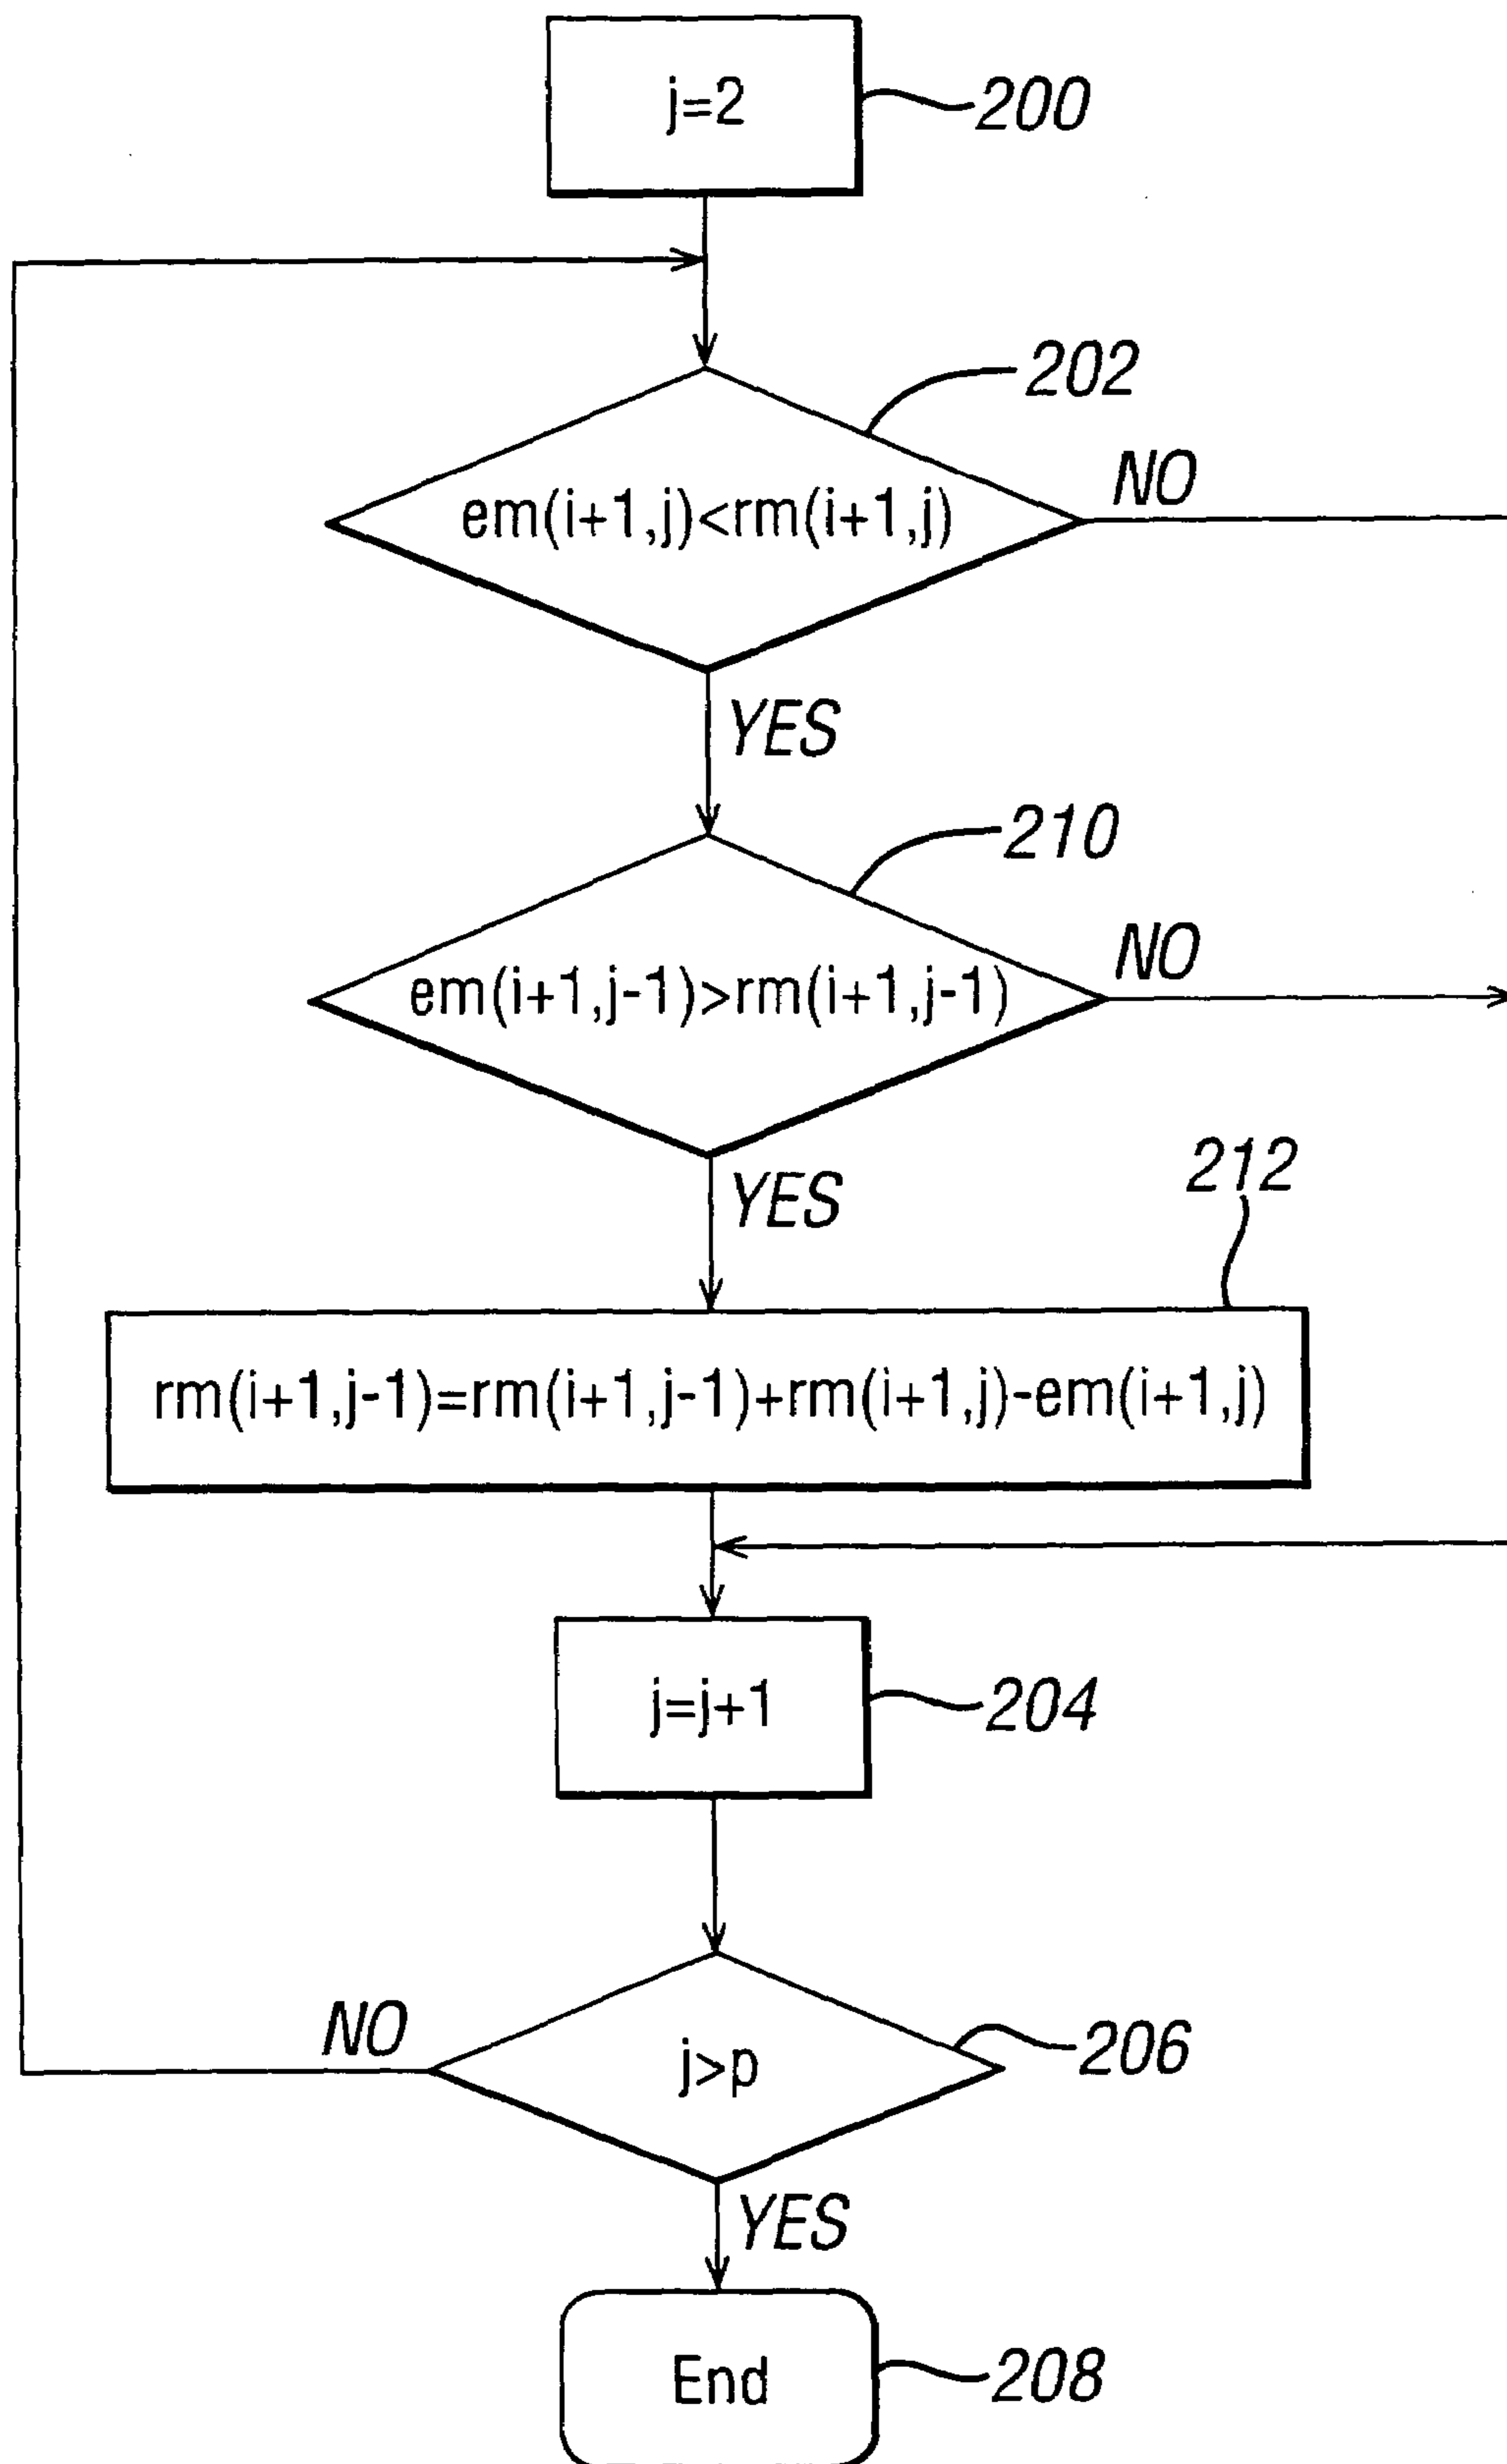 j=2
200
202
em(i+1,j)<rm(i+1,j)
NO
YES
210
em(i+1,j-1)>rm(i+1,j-1)
NO
YES
212
rm(i+1,j-1)=rm(i+1,j-1)+rm(i+1,j)-em(i+1,j)
j=j+1
204
NO
j>p
206
YES
End
208